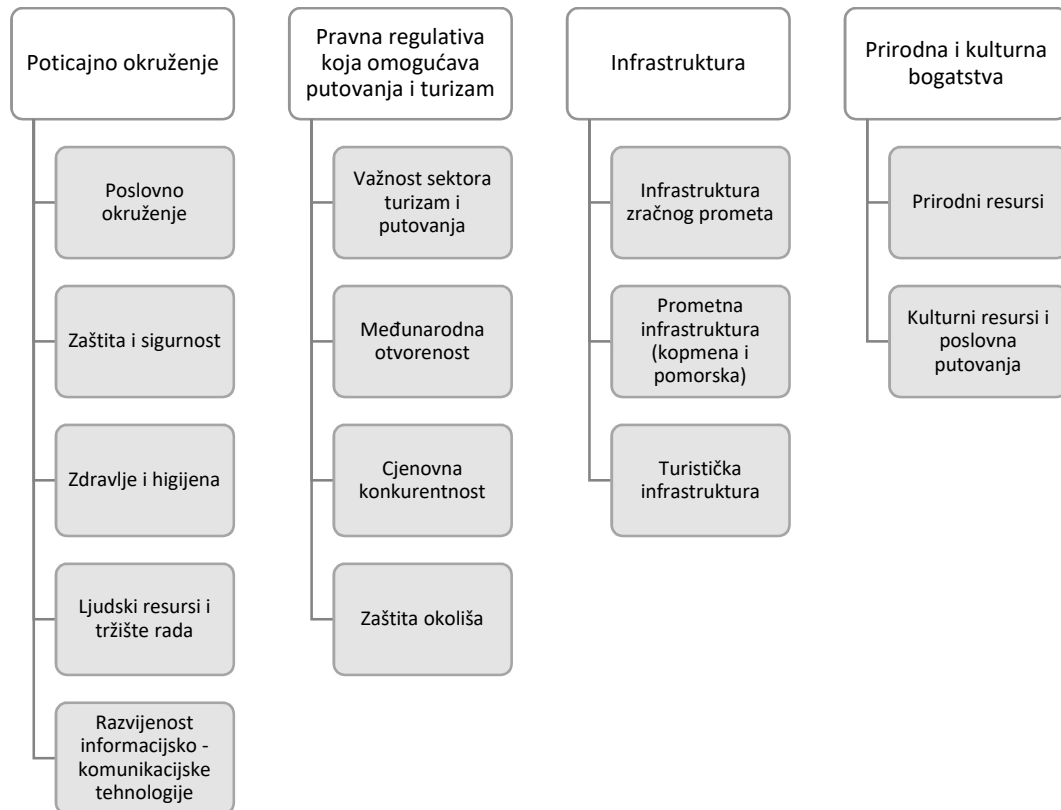 Poticajno okruženje
Poslovno
okruženje
Zaštita i sigurnost
Zdravlje i higijena
Ljudski resursi i
tržište rada
Razvijenost
informacijsko -
komunikacijske
tehnologije
Pravna regulativa
koja omogućava
putovanja i turizam
Važnost sektora
turizam i
putovanja
Međunarodna
otvorenost
Cjenovna
konkurentnost
Zaštita okoliša
Infrastruktura
Infrastruktura
zračnog prometa
Prometna
infrastruktura
(kopmena i
pomorska)
Turistička
infrastruktura
Prirodna i kulturna
bogatstva
Prirodni resursi
Kulturni resursi i
poslovna
putovanja